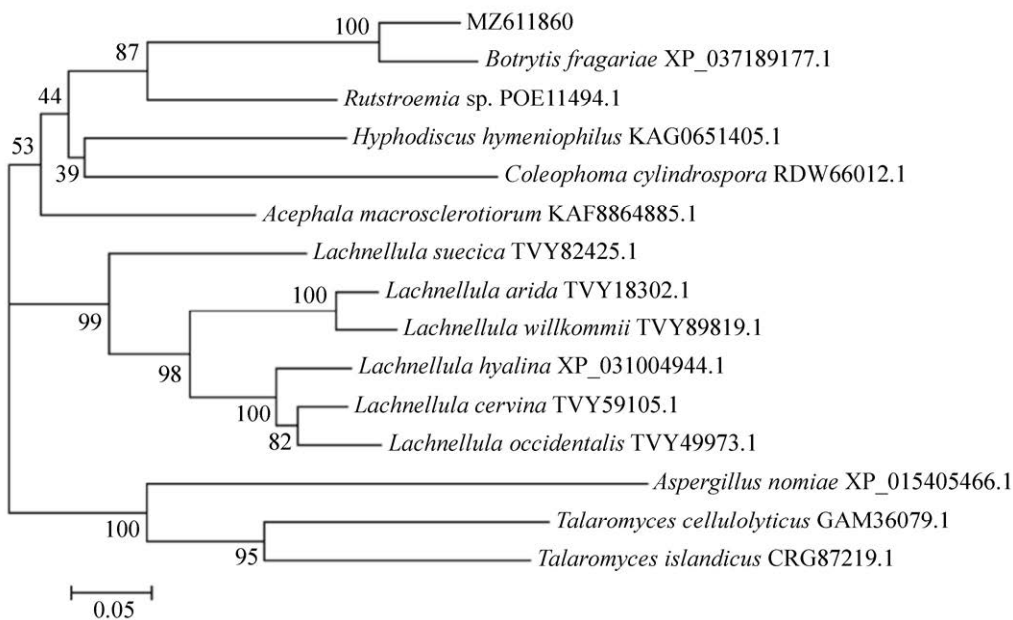 MZ611860
100
Botrytis fragariae XP_037189177.1
87
Rutstroemia sp. POE11494.1
44
Hyphodiscus hymeniophilus KAG0651405.1
53
39
Coleophoma cylindrospora RDW66012.1
Acephala macrosclerotiorum KAF8864885.1
Lachnellula suecica TVY82425.1
100
Lachnellula arida TVY18302.1
99
Lachnellula willkommii TVY89819.1
98
Lachnellula hyalina XP_031004944.1
100
Lachnellula cervina TVY59105.1
82
Lachnellula occidentalis TVY49973.1
Aspergillus nomiae XP_015405466.1
100
Talaromyces cellulolyticus GAM36079.1
95
Talaromyces islandicus CRG87219.1
0.05